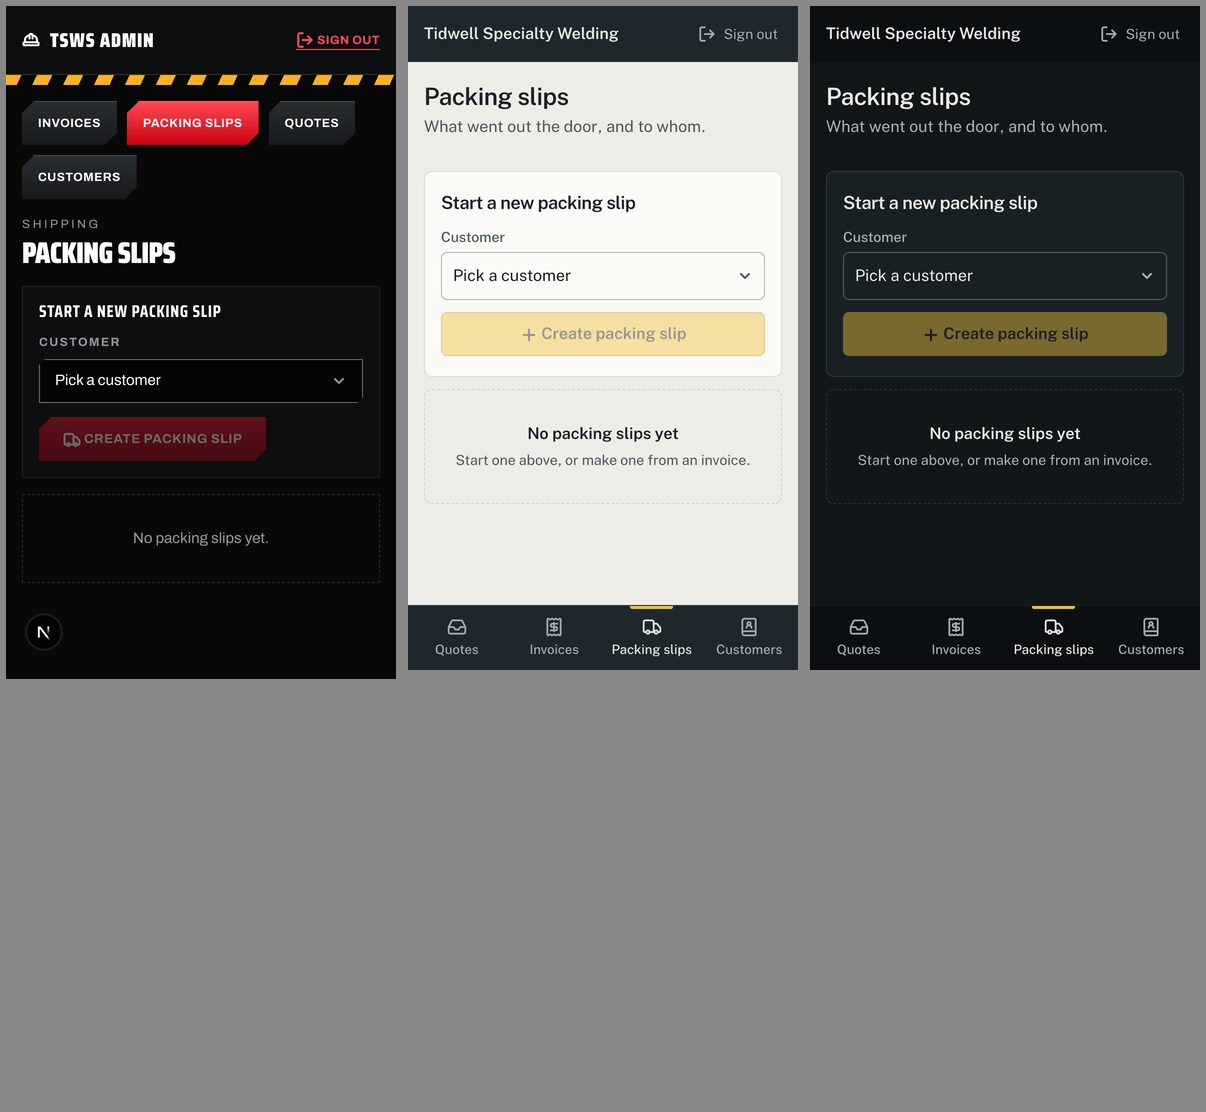 TSWS ADMIN
SIGN OUT
INVOICES
PACKING SLIPS
QUOTES
CUSTOMERS
SHIPPING
PACKING SLIPS
START A NEW PACKING SLIP
CUSTOMER
Pick a customer
CREATE PACKING SLIP
No packing slips yet.
N
Tidwell Specialty Welding
Sign out
Packing slips
What went out the door, and to whom.
Start a new packing slip
Customer
Pick a customer
+ Create packing slip
No packing slips yet
Start one above, or make one from an invoice.
Quotes
Invoices
Packing slips
Customers
Tidwell Specialty Welding
Sign out
Packing slips
What went out the door, and to whom.
Start a new packing slip
Customer
Pick a customer
+ Create packing slip
No packing slips yet
Start one above, or make one from an invoice.
Quotes
Invoices
Packing slips
Customers